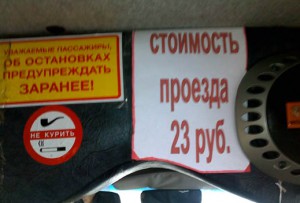 УВАЖАЕМЫЕ ПАССАЖИРЫ,
ОБ ОСТАНОВКАХ
ПРЕДУПРЕЖДАТЬ
ЗАРАНЕЕ!
НЕ КУРИТЬ
СТОИМОСТЬ
проезда
23 руб.